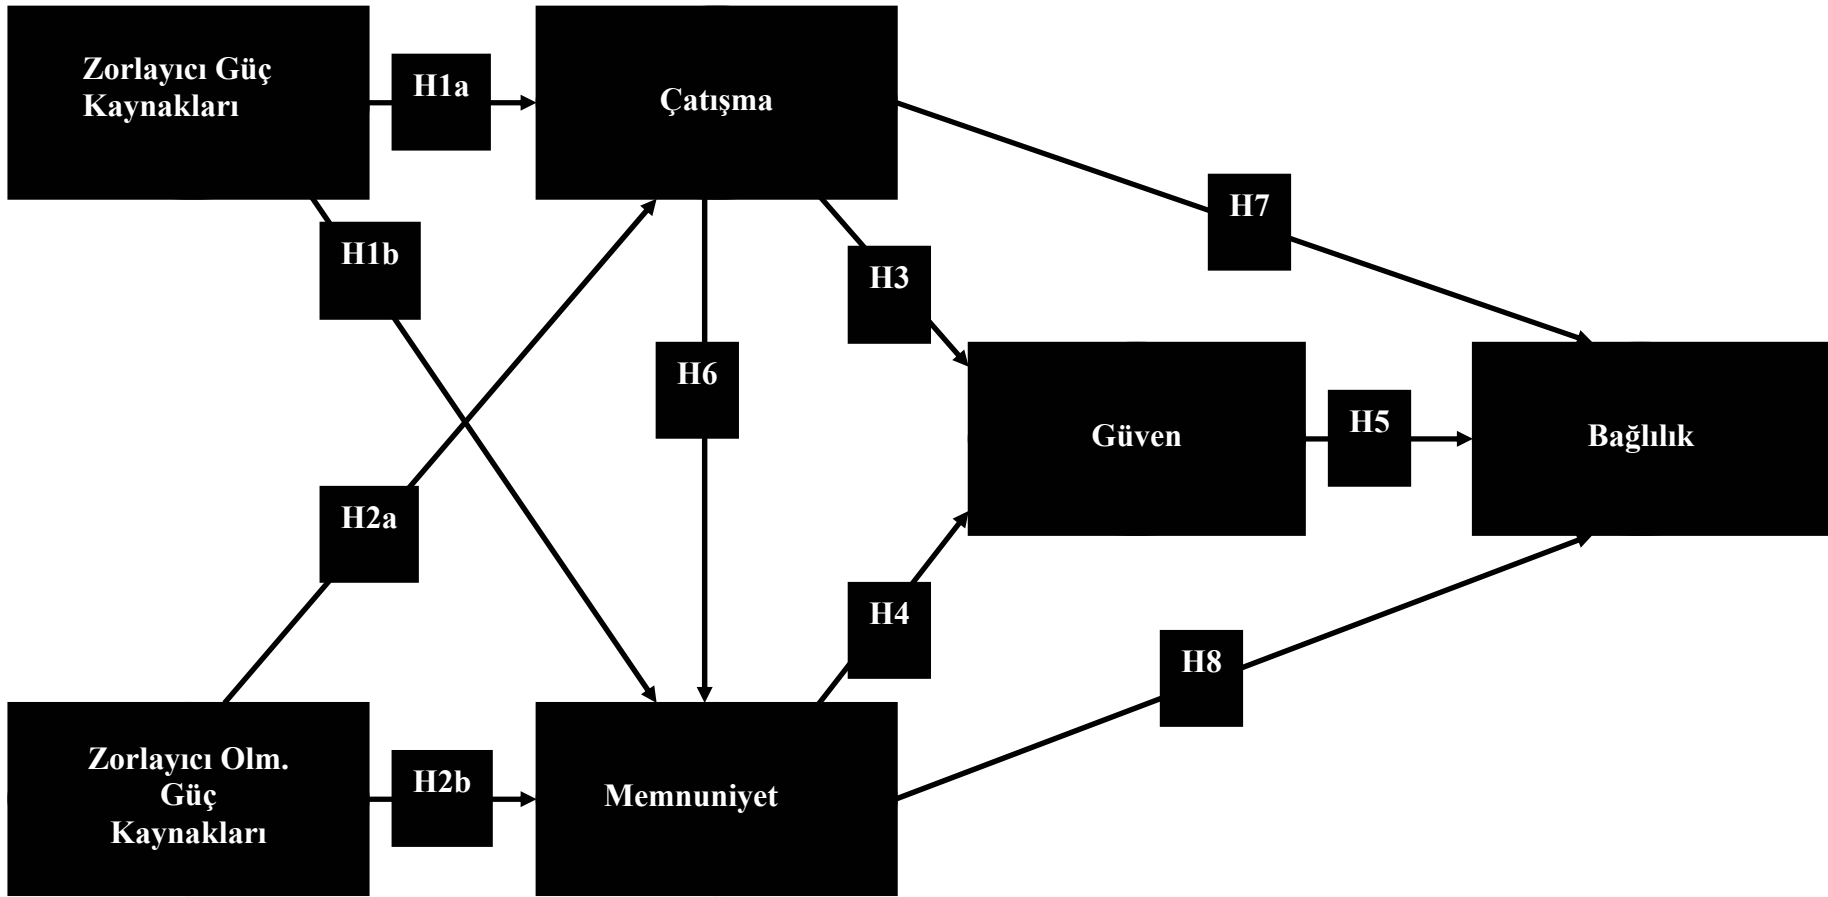 Zorlayıcı Güç
Kaynakları
H1a
Çatışma
H7
H1b
H3
H6
Güven
H5
Bağlılık
H2a
H4
H8
Zorlayıcı Olm.
Güç
Kaynakları
H2b
Memnuniyet